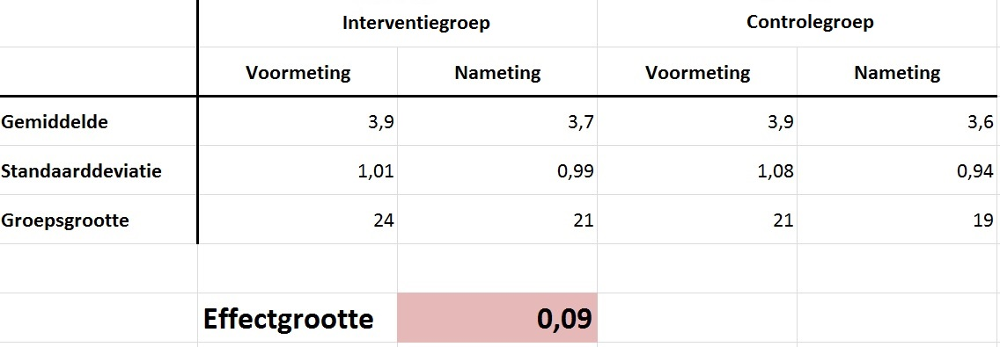 Interventiegroep Controlegroep
Voormeting Nameting Voormeting Nameting
Gemiddelde 3,9 3,7 3,9 3,6
Standaarddeviatie 1,01 0,99 1,08 0,94
Groepsgrootte 24 21 21 19
Effectgrootte 0,09